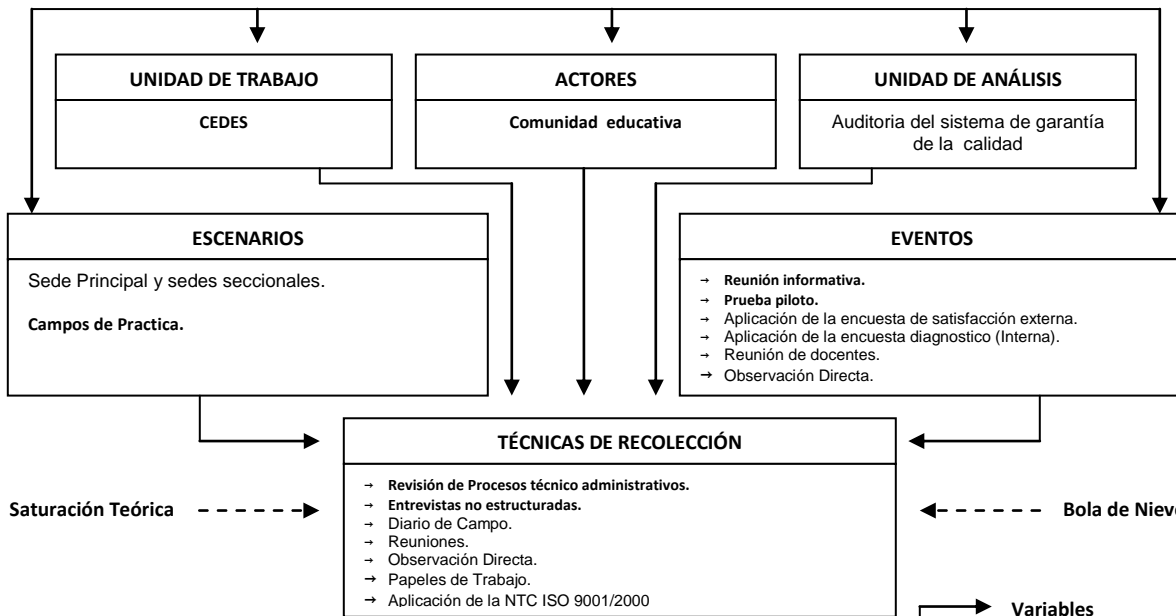 UNIDAD DE TRABAJO
CEDES
ACTORES
Comunidad educativa
UNIDAD DE ANÁLISIS
Auditoria del sistema de garantía
de la calidad
ESCENARIOS
Sede Principal y sedes seccionales.
Campos de Practica.
EVENTOS
→ Reunión informativa.
→ Prueba piloto.
→ Aplicación de la encuesta de satisfacción externa.
→ Aplicación de la encuesta diagnostico (Interna).
→ Reunión de docentes.
→ Observación Directa.
TÉCNICAS DE RECOLECCIÓN
→ Revisión de Procesos técnico administrativos.
→ Entrevistas no estructuradas.
→ Diario de Campo.
→ Reuniones.
→ Observación Directa.
→ Papeles de Trabajo.
→ Aplicación de la NTC ISO 9001/2000
Saturación Teórica
Bola de Nieve
Variables